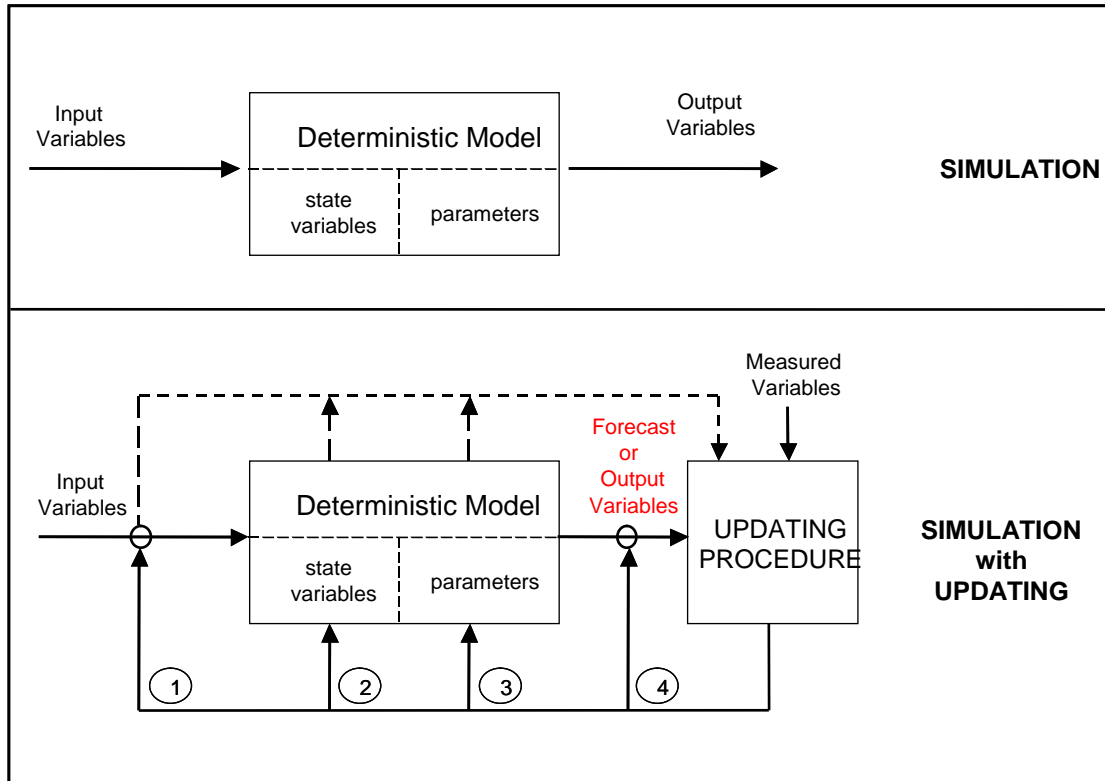 Input
Variables
Deterministic Model
state
variables
parameters
Output
Variables
SIMULATION
Measured
Variables
Forecast
or
Output
Variables
Input
Variables
Deterministic Model
state
variables
parameters
UPDATING
PROCEDURE
SIMULATION
with
UPDATING
1
2
3
4